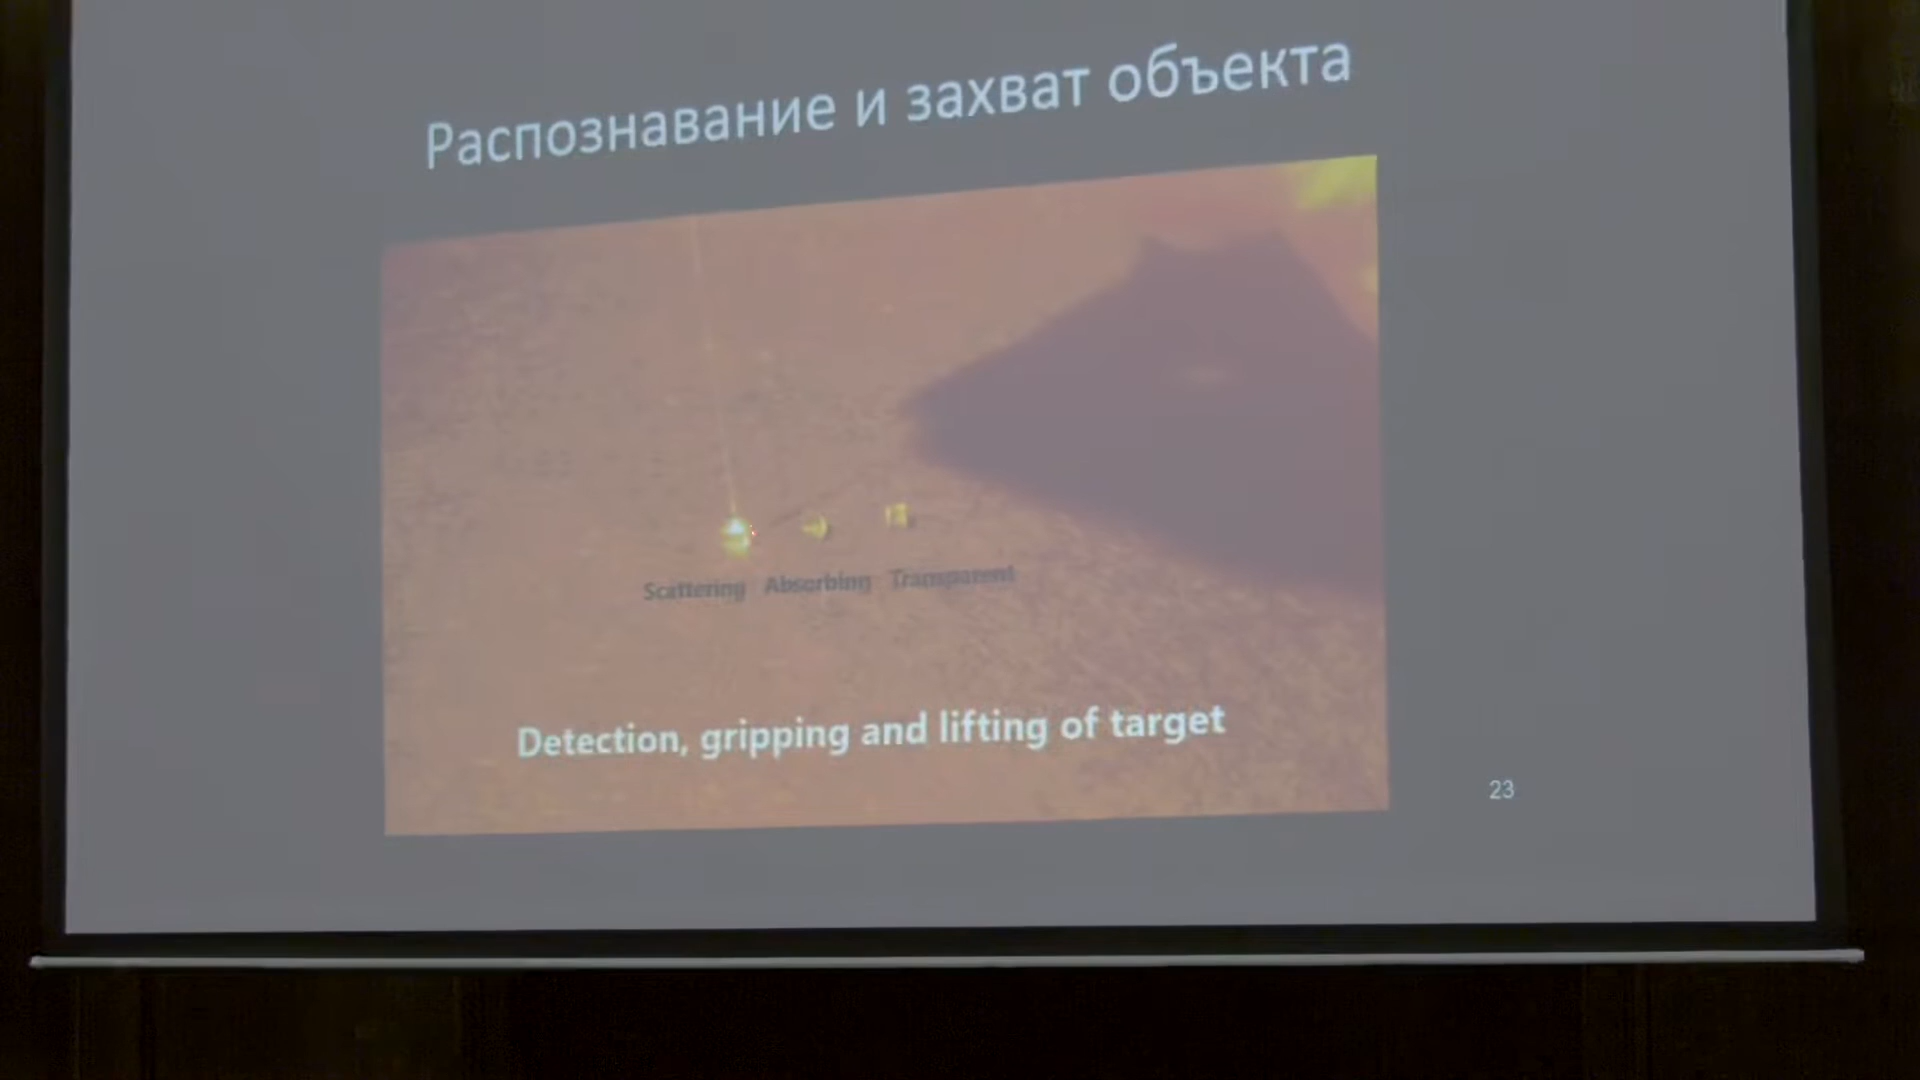 Распознавание и захват объекта
Scattering Absorbing Transparent
Detection, gripping and lifting of target
23